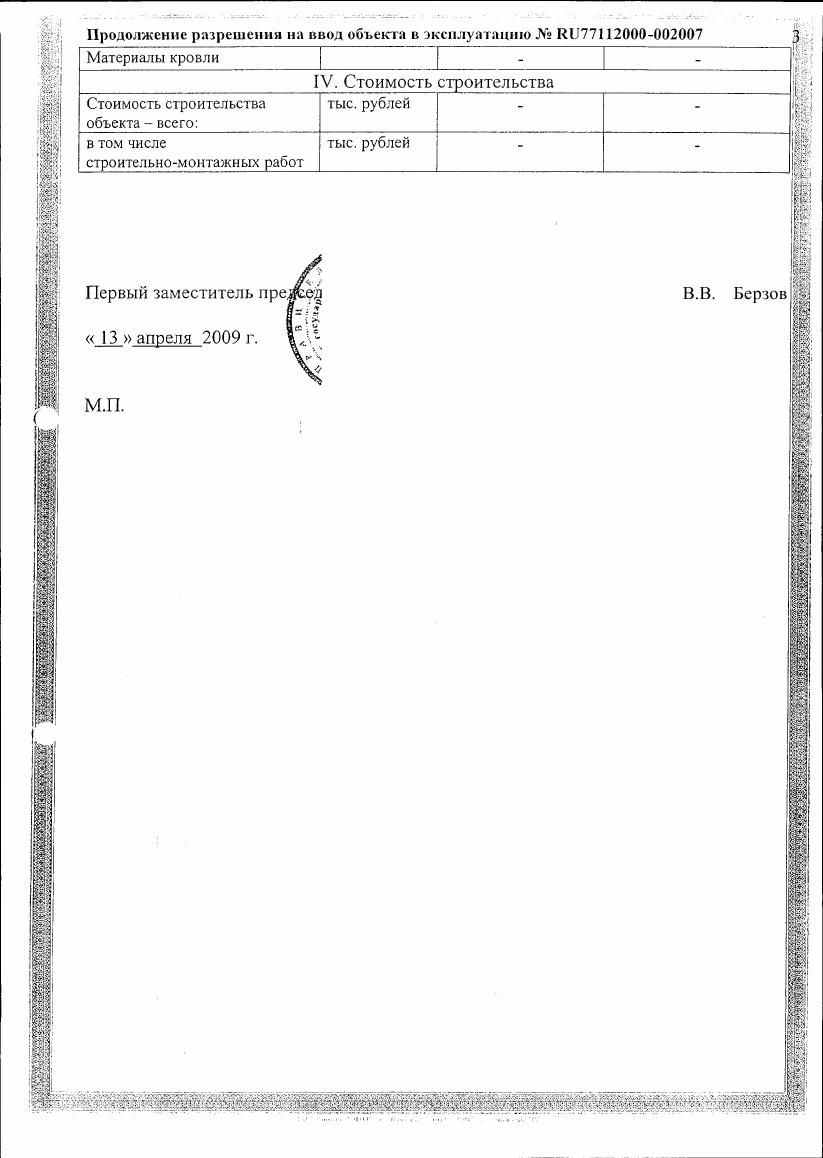 Продолжение разрешения на ввод объекта в эксплуатацию № RU77112000-002007
3
Материалы кровли - -
IV. Стоимость строительства
Стоимость строительства тыс. рублей - -
объекта – всего:
в том числе тыс. рублей - -
строительно-монтажных работ
Первый заместитель председ В.В. Берзов
« 13 » апреля 2009 г.
М.П.